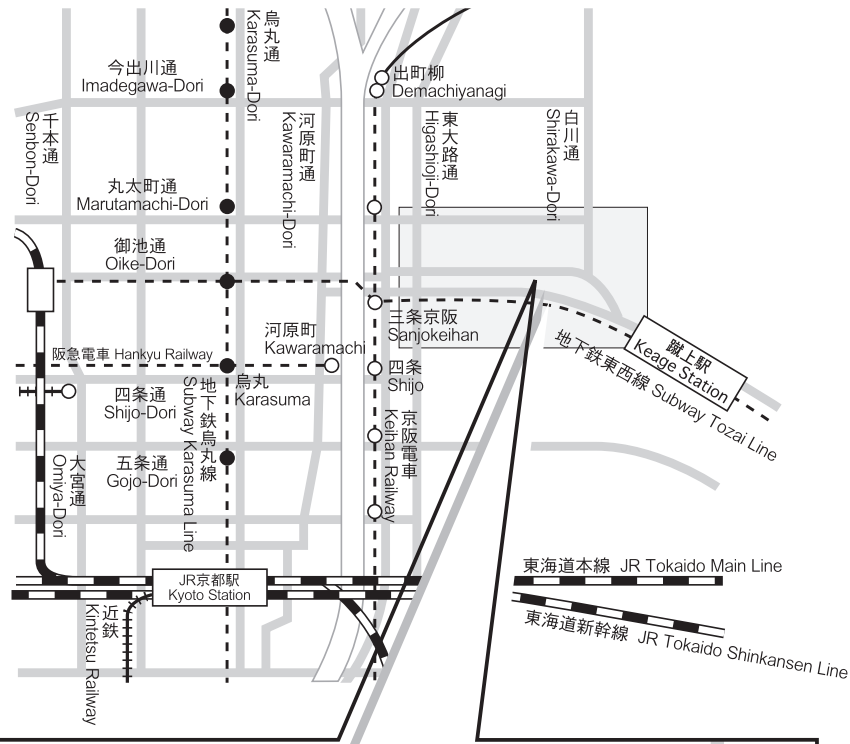 烏丸通
Karasuma-Dori
今出川通
Imadegawa-Dori
出町柳
Demachiyanagi
千本通
Senbon-Dori
河原町通
Kawaramachi-Dori
東大路通
Higashioji-Dori
白川通
Shirakawa-Dori
丸太町通
Marutamachi-Dori
御池通
Oike-Dori
三条京阪
Sanjokeihan
河原町
Kawaramachi
蹴上駅
Keage Station
地下鉄東西線 Subway Tozai Line
阪急電車 Hankyu Railway
烏丸
Karasuma
四条
Shijo
四条通
Shijo-Dori
地下鉄烏丸線
Subway Karasuma Line
京阪電車
Keihan Railway
五条通
Gojo-Dori
大宮通
Omiya-Dori
JR京都駅
Kyoto Station
近鉄
Kintetsu Railway
東海道本線 JR Tokaido Main Line
東海道新幹線 JR Tokaido Shinkansen Line